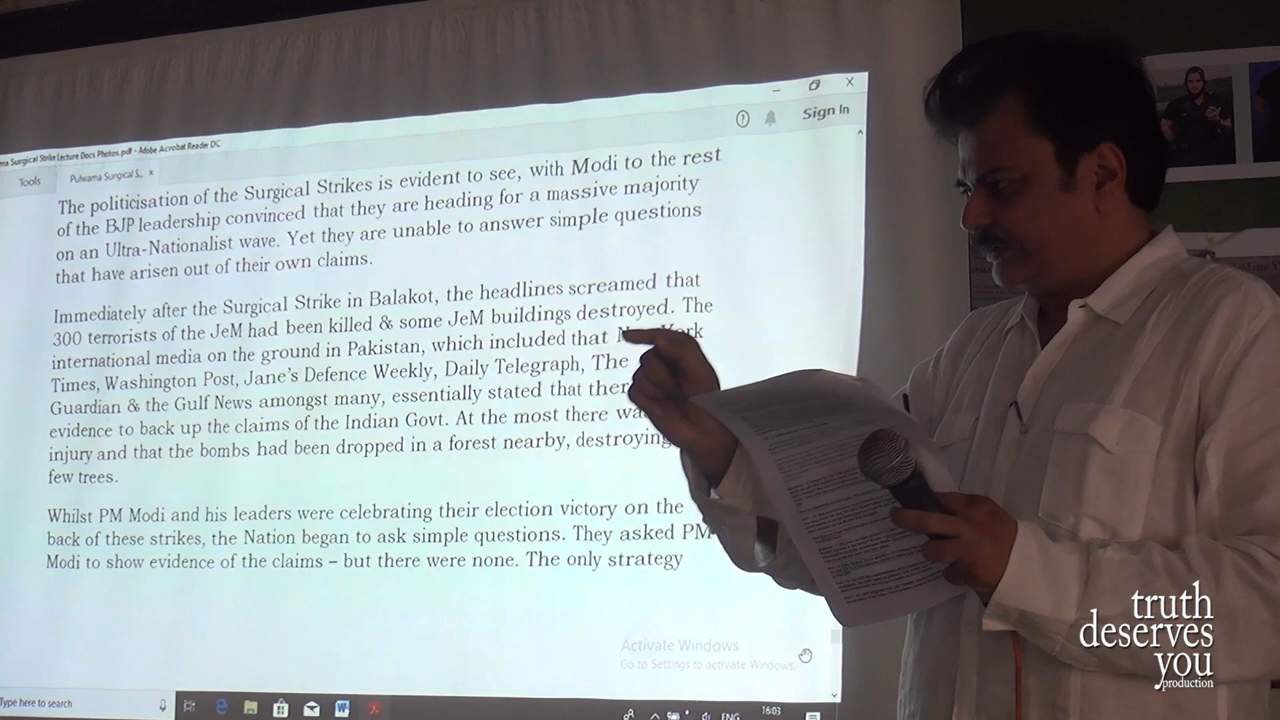 ma Surgical Strike Lecture Docs Photos.pdf - Adobe Acrobat Reader DC
Tools
Pulwama Surgical S...
Sign In
The politicisation of the Surgical Strikes is evident to see, with Modi to the rest
of the BJP leadership convinced that they are heading for a massive majority
on an Ultra-Nationalist wave. Yet they are unable to answer simple questions
that have arisen out of their own claims.
Immediately after the Surgical Strike in Balakot, the headlines screamed that
300 terrorists of the JeM had been killed & some JeM buildings destroyed. The
international media on the ground in Pakistan, which included that New York
Times, Washington Post, Jane's Defence Weekly, Daily Telegraph, The
Guardian & the Gulf News amongst many, essentially stated that ther
evidence to back up the claims of the Indian Govt. At the most there wa
injury and that the bombs had been dropped in a forest nearby, destroying
few trees.
Whilst PM Modi and his leaders were celebrating their election victory on the
back of these strikes, the Nation began to ask simple questions. They asked PM
Modi to show evidence of the claims – but there were none. The only strategy
Activate Windows
Go to Settings to activate Windows.
Type here to search
ENG
16:03
truth
deserves
you
production